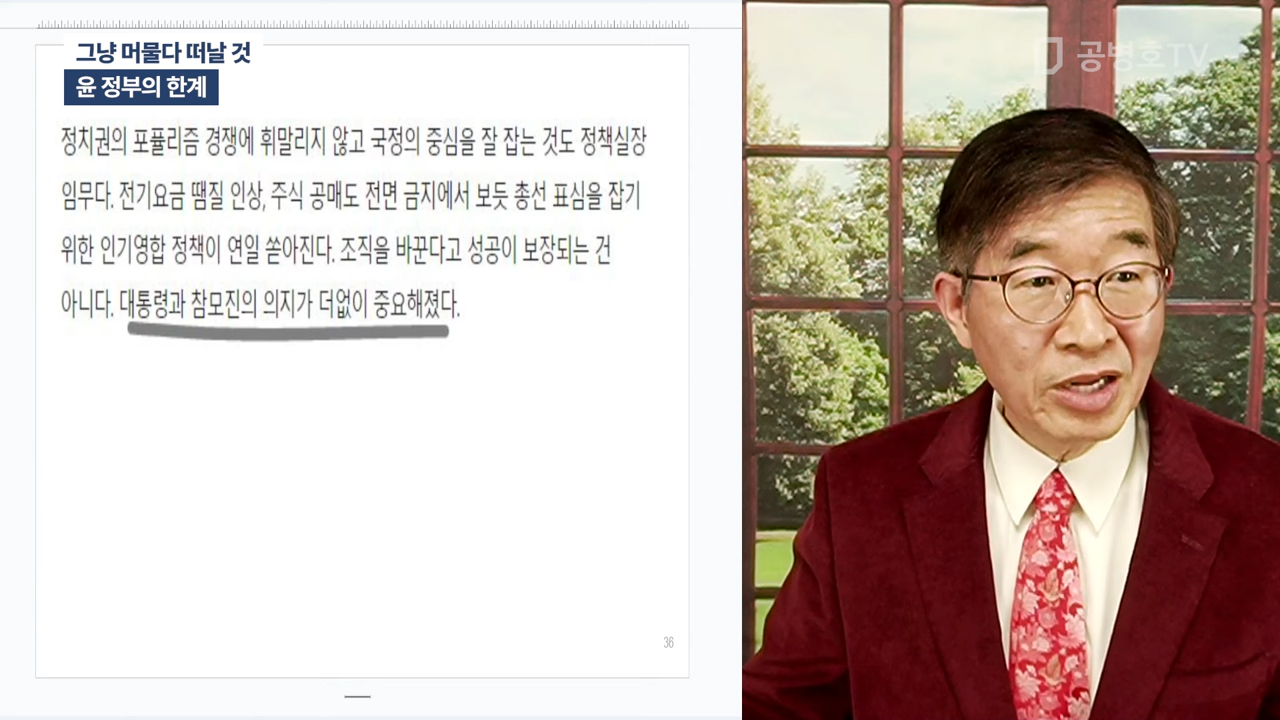 그냥 머물다 떠날 것
윤 정부의 한계
정치권의 포퓰리즘 경쟁에 휘말리지 않고 국정의 중심을 잘 잡는 것도 정책실장
임무다. 전기요금 땜질 인상, 주식 공매도 전면 금지에서 보듯 총선 표심을 잡기
위한 인기영합 정책이 연일 쏟아진다. 조직을 바꾼다고 성공이 보장되는 건
아니다. 대통령과 참모진의 의지가 더없이 중요해졌다.
36
공병호TV